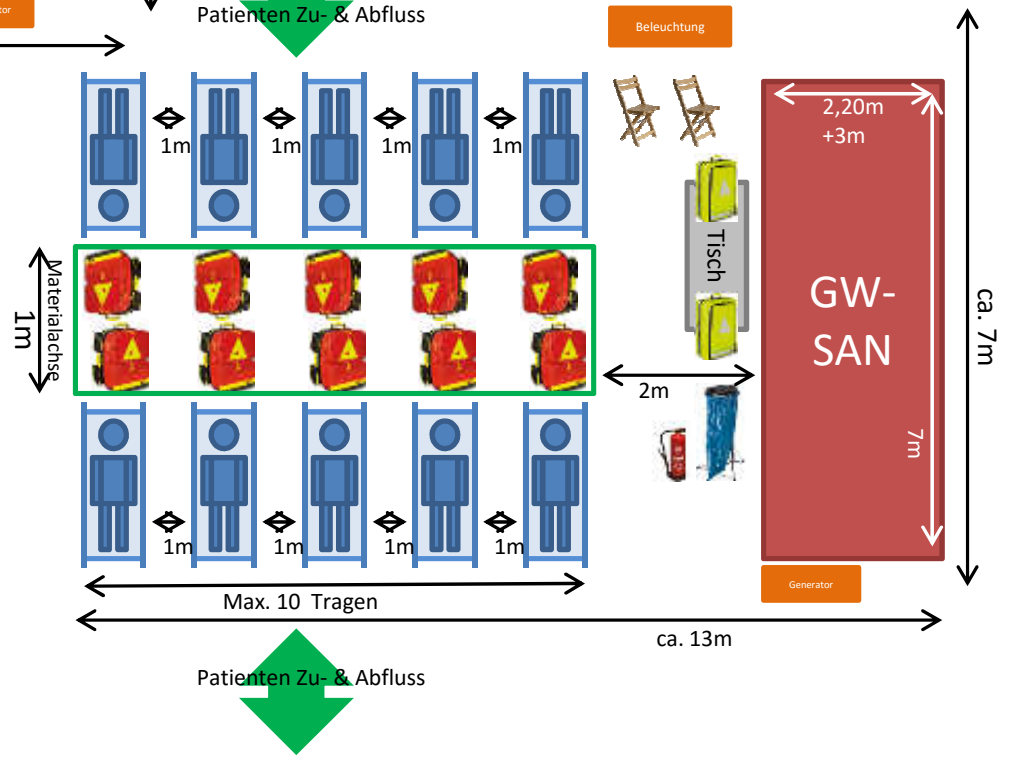 tor
Patienten Zu- & Abfluss
Beleuchtung
2,20m
+3m
1m
1m
1m
1m
Tisch
Materialachse
1m
GW-
SAN
ca. 7m
2m
7m
1m
1m
1m
1m
Generator
Max. 10 Tragen
ca. 13m
Patienten Zu- & Abfluss